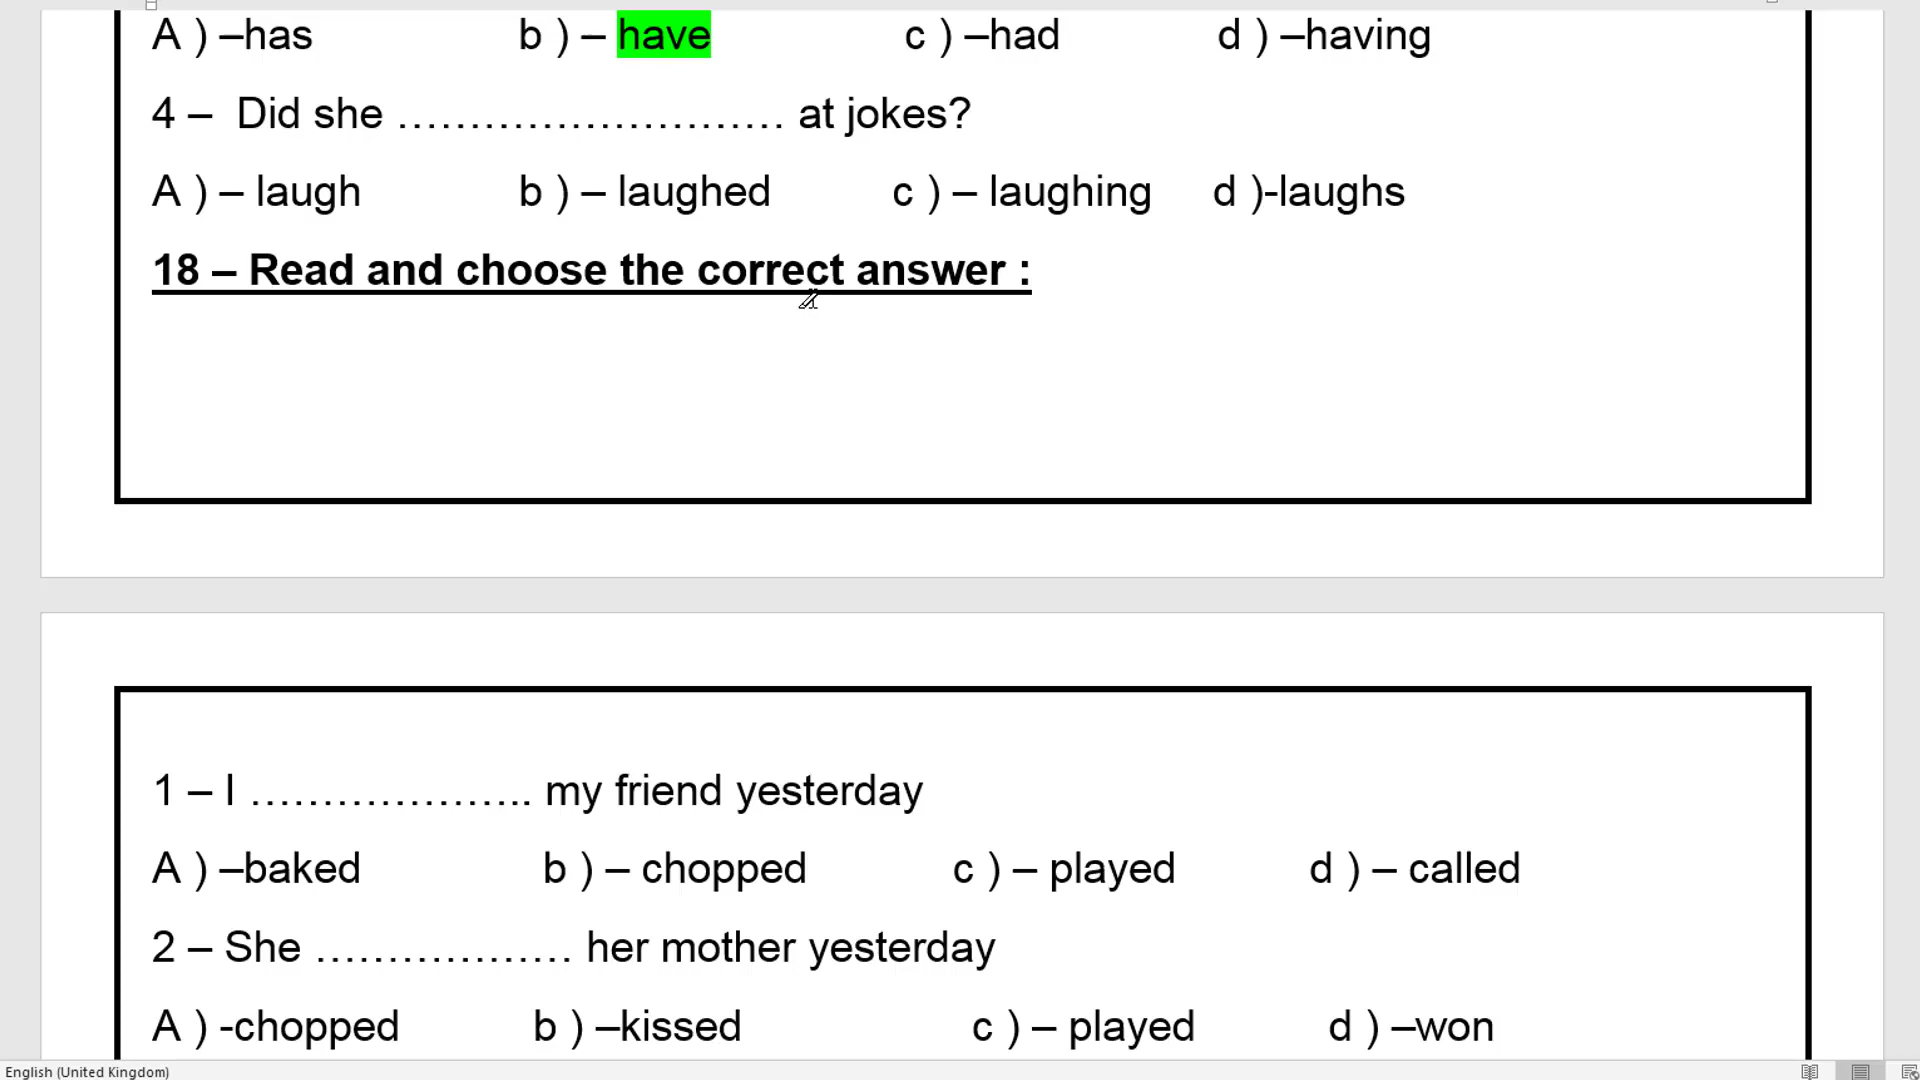 A ) –has b ) – have c ) –had d ) –having
4 – Did she ……………………… at jokes?
A ) – laugh b ) – laughed c ) – laughing d )-laughs
18 – Read and choose the correct answer :
1 – I ……………….. my friend yesterday
A ) –baked b ) – chopped c ) – played d ) – called
2 – She ……………… her mother yesterday
A ) -chopped b ) –kissed c ) – played d ) –won
English (United Kingdom)